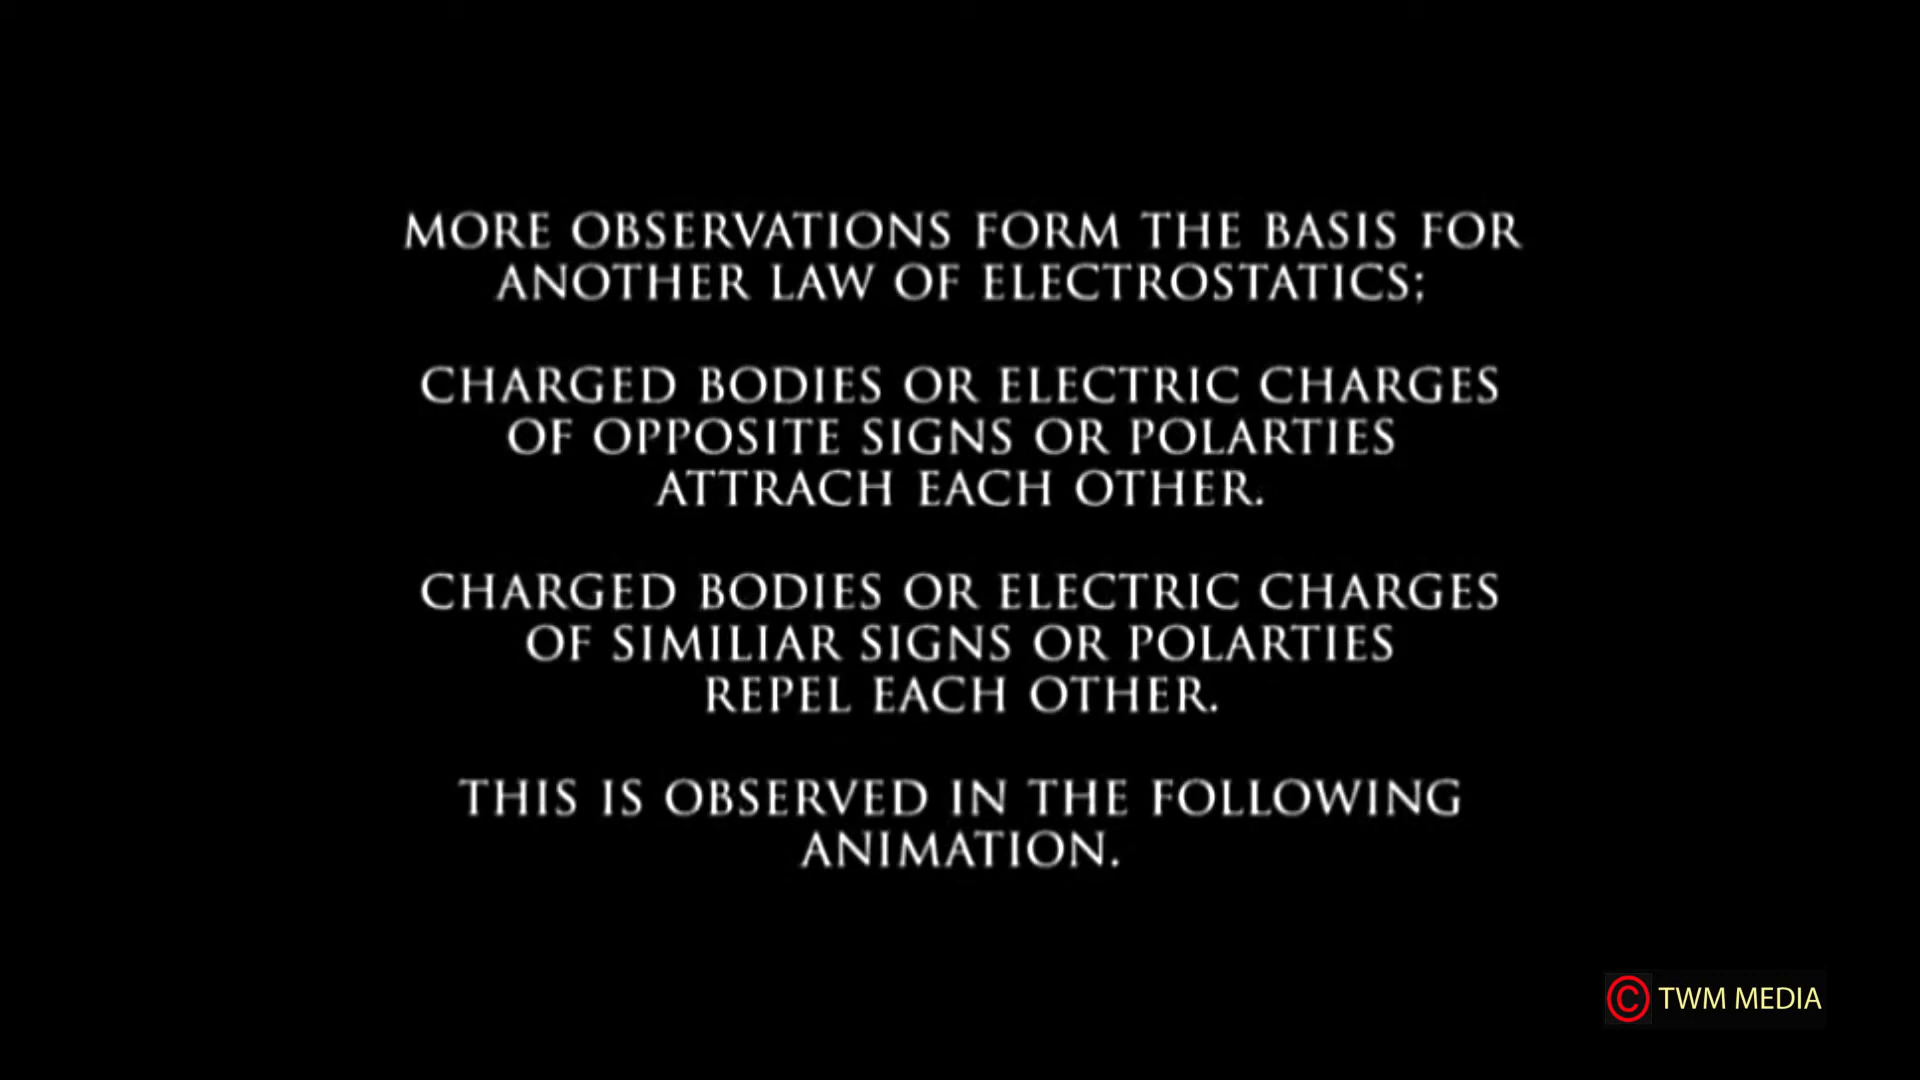 MORE OBSERVATIONS FORM THE BASIS FOR
ANOTHER LAW OF ELECTROSTATICS;
CHARGED BODIES OR ELECTRIC CHARGES
OF OPPOSITE SIGNS OR POLARTIES
ATTRACH EACH OTHER.
CHARGED BODIES OR ELECTRIC CHARGES
OF SIMILIAR SIGNS OR POLARTIES
REPEL EACH OTHER.
THIS IS OBSERVED IN THE FOLLOWING
ANIMATION.
© TWM MEDIA